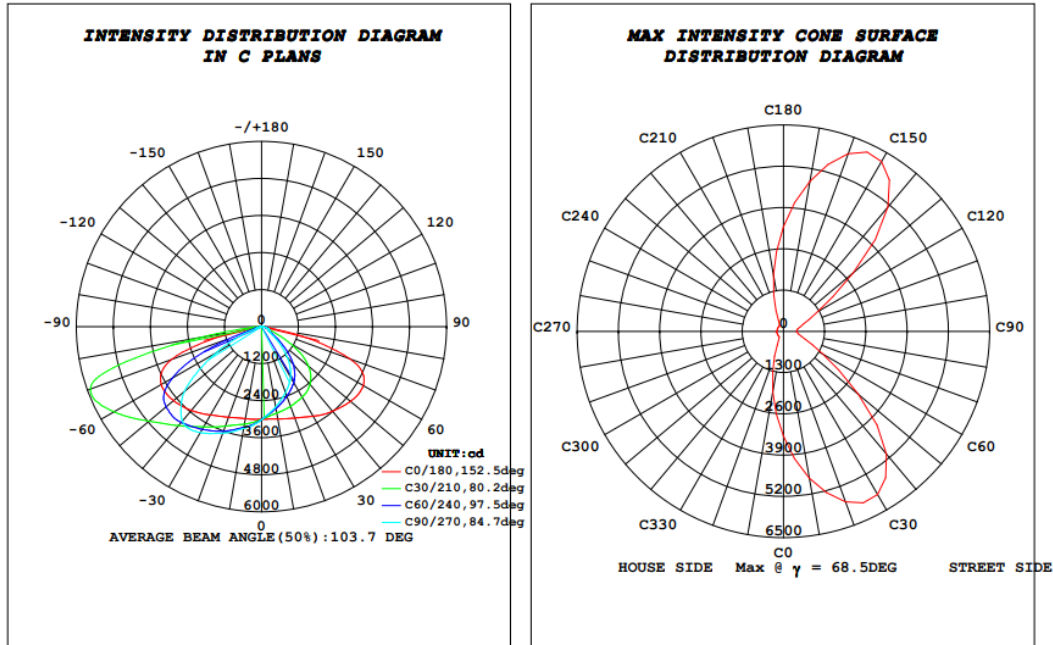 INTENSITY DISTRIBUTION DIAGRAM
IN C PLANS
-/+180
-150
150
-120
120
-90
90
-60
60
-30
30
0
0
1200
2400
3600
4800
6000
UNIT:cd
C0/180,152.5deg
C30/210,80.2deg
C60/240,97.5deg
C90/270,84.7deg
AVERAGE BEAM ANGLE(50%):103.7 DEG
MAX INTENSITY CONE SURFACE
DISTRIBUTION DIAGRAM
C180
C210
C150
C240
C120
C270
C90
C300
C60
C330
C30
C0
0
1300
2600
3900
5200
6500
HOUSE SIDE Max @ γ = 68.5DEG STREET SIDE